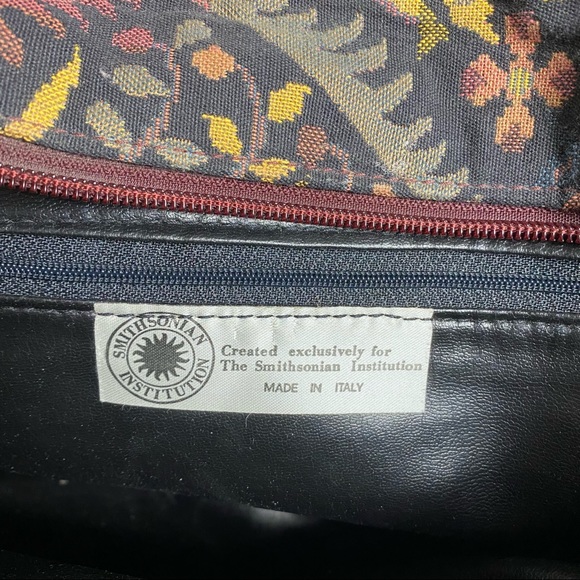 SMITHSONIAN
INSTITUTION
Created exclusively for
The Smithsonian Institution
MADE IN ITALY